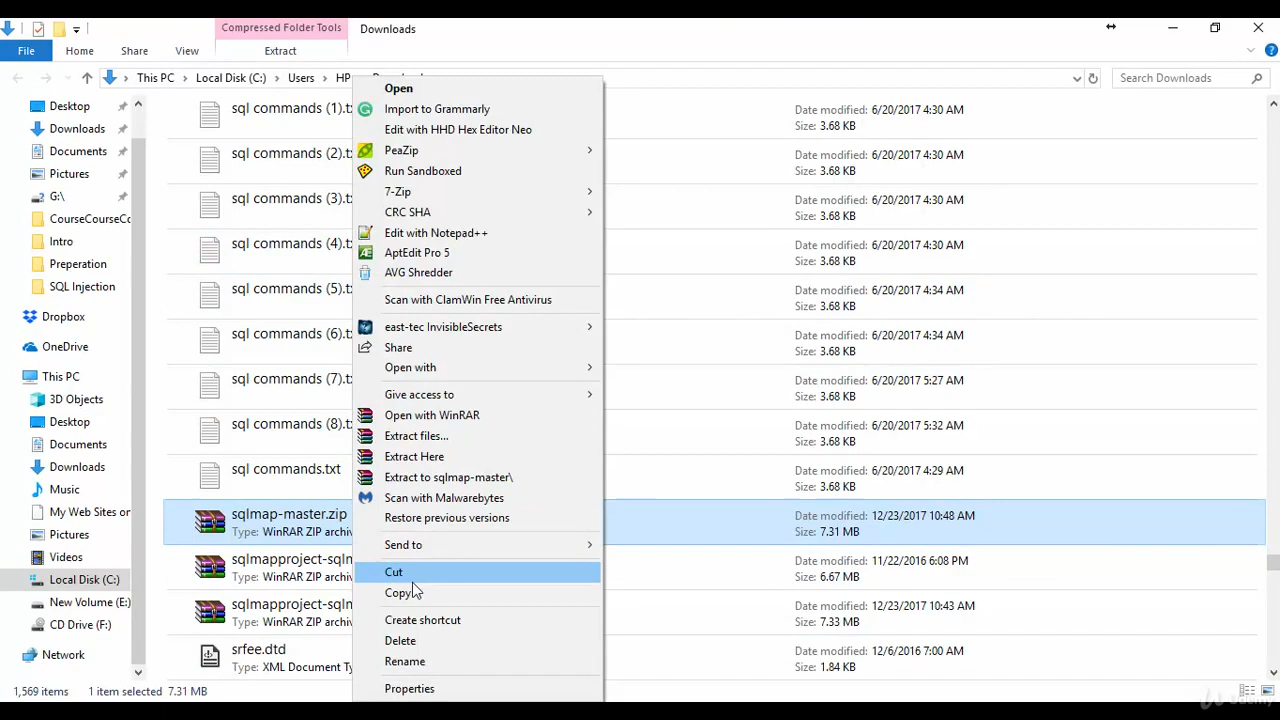 Compressed Folder Tools
Downloads
File
Home
Share
View
Extract
This PC
Local Disk (C:)
Users
HP
Search Downloads
Desktop
Downloads
Documents
Pictures
G:\
CourseCourseCo
Intro
Preperation
SQL Injection
Dropbox
OneDrive
This PC
3D Objects
Desktop
Documents
Downloads
Music
My Web Sites on
Pictures
Videos
Local Disk (C:)
New Volume (E:)
CD Drive (F:)
Network
sql commands (1).tx
Date modified: 6/20/2017 4:30 AM
Size: 3.68 KB
sql commands (2).tx
Date modified: 6/20/2017 4:30 AM
Size: 3.68 KB
sql commands (3).tx
Date modified: 6/20/2017 4:30 AM
Size: 3.68 KB
sql commands (4).tx
Date modified: 6/20/2017 4:30 AM
Size: 3.68 KB
sql commands (5).tx
Date modified: 6/20/2017 4:34 AM
Size: 3.68 KB
sql commands (6).tx
Date modified: 6/20/2017 4:34 AM
Size: 3.68 KB
sql commands (7).tx
Date modified: 6/20/2017 5:27 AM
Size: 3.68 KB
sql commands (8).tx
Date modified: 6/20/2017 5:32 AM
Size: 3.68 KB
sql commands.txt
Date modified: 6/20/2017 4:29 AM
Size: 3.68 KB
sqlmap-master.zip
Type: WinRAR ZIP archiv
Date modified: 12/23/2017 10:48 AM
Size: 7.31 MB
sqlmapproject-sqlm
Type: WinRAR ZIP archiv
Date modified: 11/22/2016 6:08 PM
Size: 6.67 MB
sqlmapproject-sqlm
Type: WinRAR ZIP archiv
Date modified: 12/23/2017 10:43 AM
Size: 7.33 MB
srfee.dtd
Type: XML Document Ty
Date modified: 12/6/2016 7:00 AM
Size: 1.84 KB
Open
Import to Grammarly
Edit with HHD Hex Editor Neo
PeaZip
Run Sandboxed
7-Zip
CRC SHA
Edit with Notepad++
AptEdit Pro 5
AVG Shredder
Scan with ClamWin Free Antivirus
east-tec InvisibleSecrets
Share
Open with
Give access to
Open with WinRAR
Extract files...
Extract Here
Extract to sqlmap-master\
Scan with Malwarebytes
Restore previous versions
Send to
Cut
Copy
Create shortcut
Delete
Rename
Properties
1,569 items
1 item selected 7.31 MB